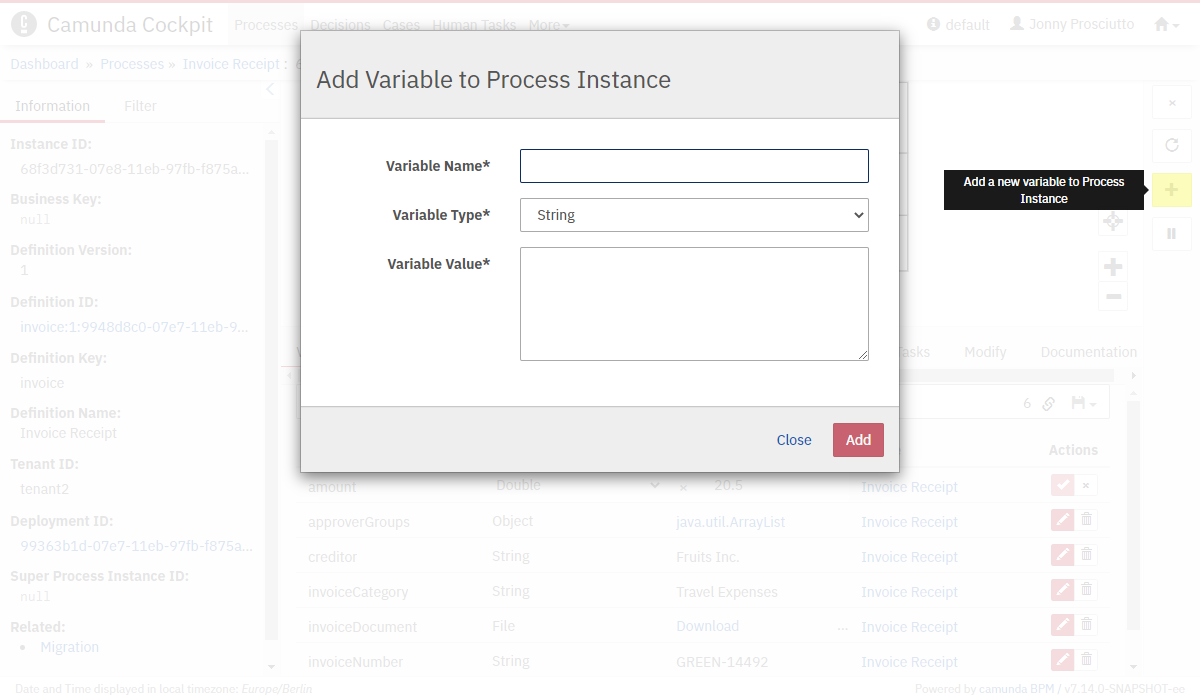 Camunda Cockpit
Processes Decisions Cases Human Tasks More
default Jonny Prosciutto
Dashboard » Processes » Invoice Receipt :
Information Filter
Instance ID:
68f3d731-07e8-11eb-97fb-f875a...
Business Key:
null
Definition Version:
1
Definition ID:
invoice:1:9948d8c0-07e7-11eb-9...
Definition Key:
invoice
Definition Name:
Invoice Receipt
Tenant ID:
tenant2
Deployment ID:
99363b1d-07e7-11eb-97fb-f875a...
Super Process Instance ID:
null
Related:
• Migration
Add Variable to Process Instance
Variable Name*
Variable Type* String
Variable Value*
Close Add
Add a new variable to Process
Instance
Modify Documentation
6
Actions
amount Double 20.5 Invoice Receipt
approverGroups Object java.util.ArrayList Invoice Receipt
creditor String Fruits Inc. Invoice Receipt
invoiceCategory String Travel Expenses Invoice Receipt
invoiceDocument File Download ... Invoice Receipt
invoiceNumber String GREEN-14492 Invoice Receipt
Date and Time displayed in local timezone: Europe/Berlin
Powered by camunda BPM / v7.14.0-SNAPSHOT-ee